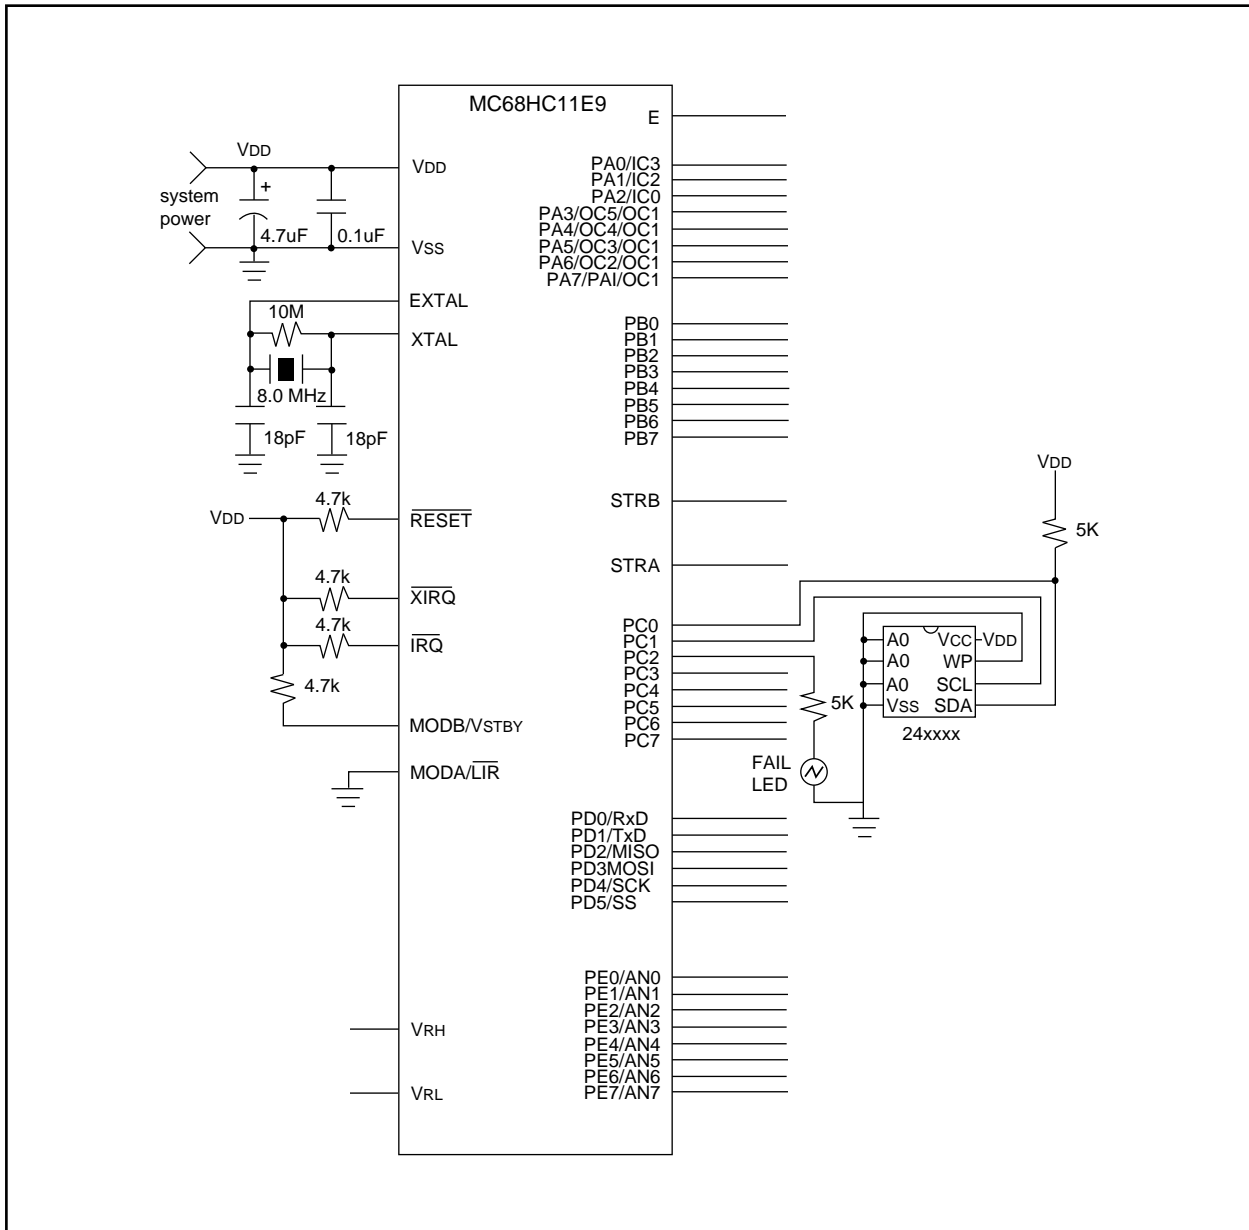 MC68HC11E9
E
VDD
VDD
system
power
+
4.7uF
0.1uF
VSS
EXTAL
10M
XTAL
8.0 MHz
18pF
18pF
VDD
4.7k
RESET
4.7k
XIRQ
4.7k
IRQ
4.7k
MODB/VSTBY
MODA/LIR
VRH
VRL
PA0/IC3
PA1/IC2
PA2/IC0
PA3/OC5/OC1
PA4/OC4/OC1
PA5/OC3/OC1
PA6/OC2/OC1
PA7/PAI/OC1
PB0
PB1
PB2
PB3
PB4
PB5
PB6
PB7
STRB
STRA
PC0
PC1
PC2
PC3
PC4
PC5
PC6
PC7
PD0/RxD
PD1/TxD
PD2/MISO
PD3MOSI
PD4/SCK
PD5/SS
PE0/AN0
PE1/AN1
PE2/AN2
PE3/AN3
PE4/AN4
PE5/AN5
PE6/AN6
PE7/AN7
VDD
5K
5K
FAIL
LED
A0
A0
A0
VSS
VCC
VDD
WP
SCL
SDA
24xxxx